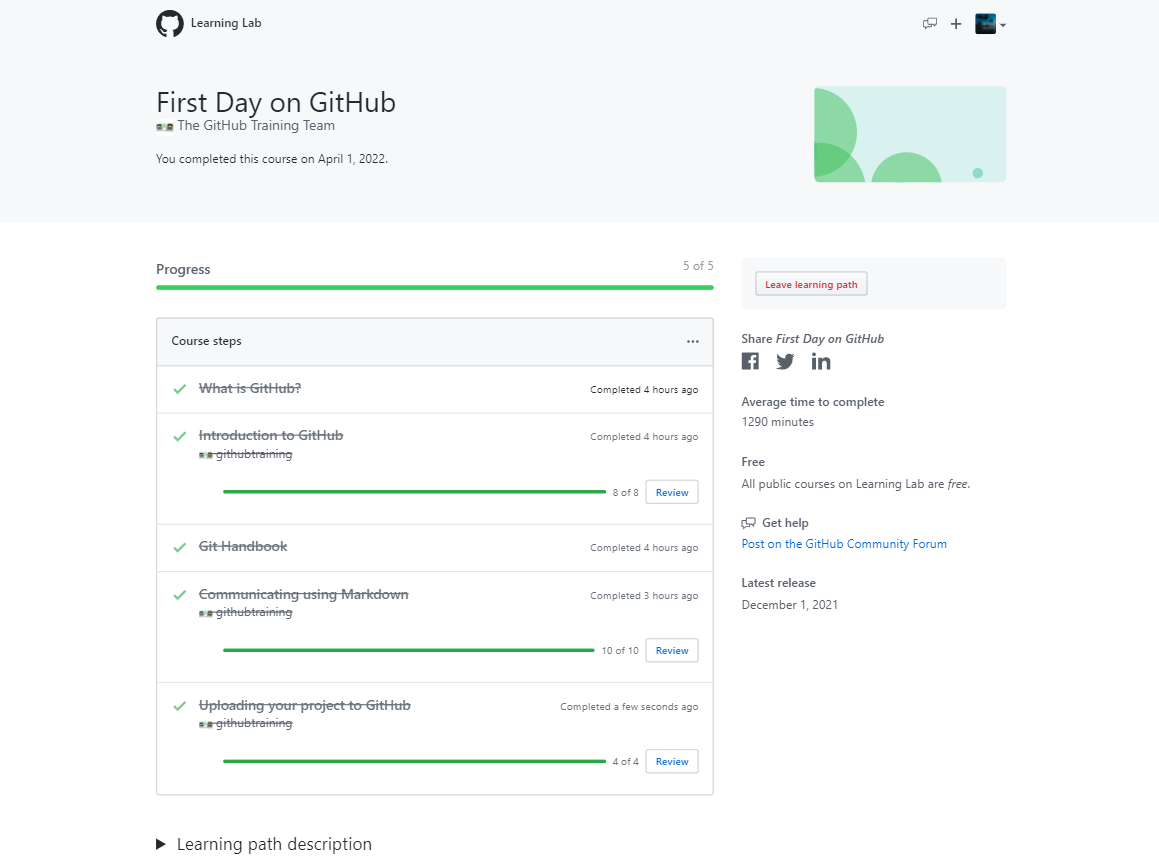 Learning Lab
First Day on GitHub
The GitHub Training Team
You completed this course on April 1, 2022.
Progress
5 of 5
Course steps
What is GitHub?
Completed 4 hours ago
Introduction to GitHub
Completed 4 hours ago
githubtraining
8 of 8
Review
Git Handbook
Completed 4 hours ago
Communicating using Markdown
Completed 3 hours ago
githubtraining
10 of 10
Review
Uploading your project to GitHub
Completed a few seconds ago
githubtraining
4 of 4
Review
Learning path description
Leave learning path
Share First Day on GitHub
Average time to complete
1290 minutes
Free
All public courses on Learning Lab are free.
Get help
Post on the GitHub Community Forum
Latest release
December 1, 2021